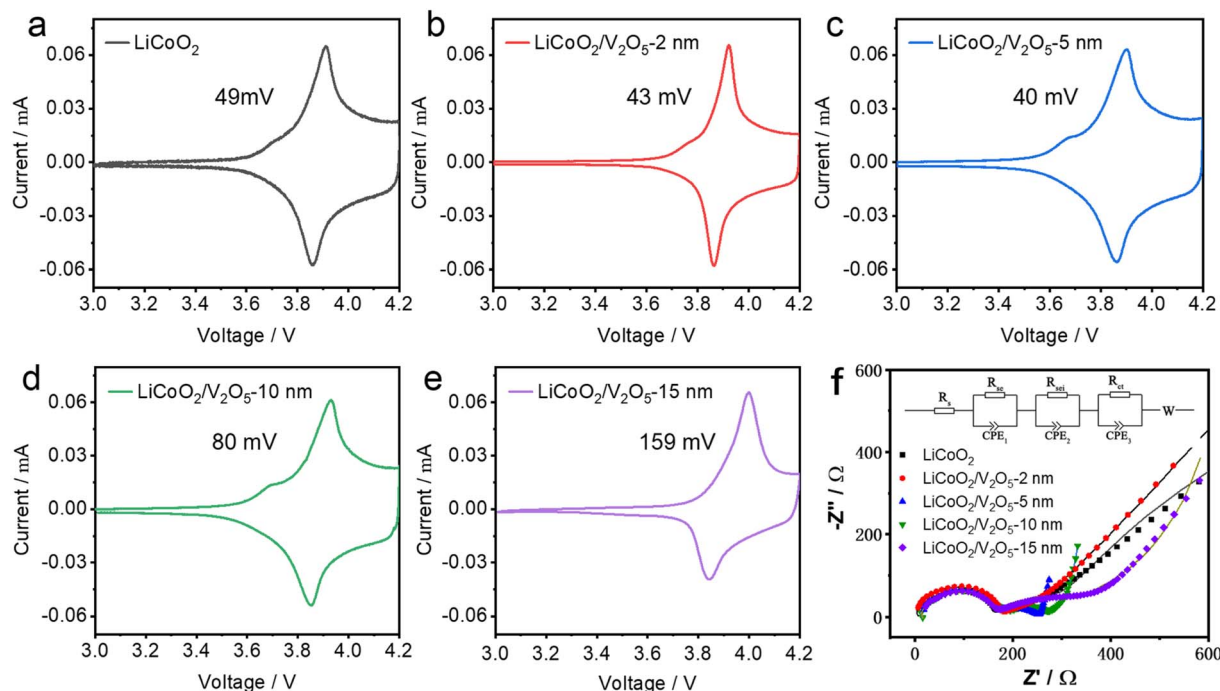 a
LiCoO₂
49mV
Current / mA
0.06
0.03
0.00
-0.03
-0.06
3.0 3.2 3.4 3.6 3.8 4.0 4.2
Voltage / V
b
LiCoO₂/V₂O₅-2 nm
43 mV
Current / mA
0.06
0.03
0.00
-0.03
-0.06
3.0 3.2 3.4 3.6 3.8 4.0 4.2
Voltage / V
c
LiCoO₂/V₂O₅-5 nm
40 mV
Current / mA
0.06
0.03
0.00
-0.03
-0.06
3.0 3.2 3.4 3.6 3.8 4.0 4.2
Voltage / V
d
LiCoO₂/V₂O₅-10 nm
80 mV
Current / mA
0.06
0.03
0.00
-0.03
-0.06
3.0 3.2 3.4 3.6 3.8 4.0 4.2
Voltage / V
e
LiCoO₂/V₂O₅-15 nm
159 mV
Current / mA
0.06
0.03
0.00
-0.03
-0.06
3.0 3.2 3.4 3.6 3.8 4.0 4.2
Voltage / V
f
Rs Rse Rsei Rct W
CPE₁ CPE₂ CPE₃
LiCoO₂
LiCoO₂/V₂O₅-2 nm
LiCoO₂/V₂O₅-5 nm
LiCoO₂/V₂O₅-10 nm
LiCoO₂/V₂O₅-15 nm
-Z" / Ω
600
400
200
0
0 200 400 600
Z' / Ω